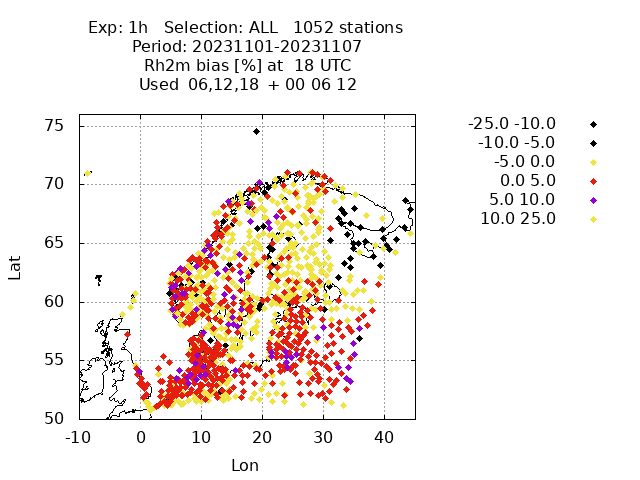 Exp: 1h Selection: ALL 1052 stations
Period: 20231101-20231107
Rh2m bias [%] at 18 UTC
Used 06,12,18 + 00 06 12
-25.0 -10.0
-10.0 -5.0
-5.0 0.0
0.0 5.0
5.0 10.0
10.0 25.0
75
70
65
60
55
50
Lat
-10 0 10 20 30 40
Lon